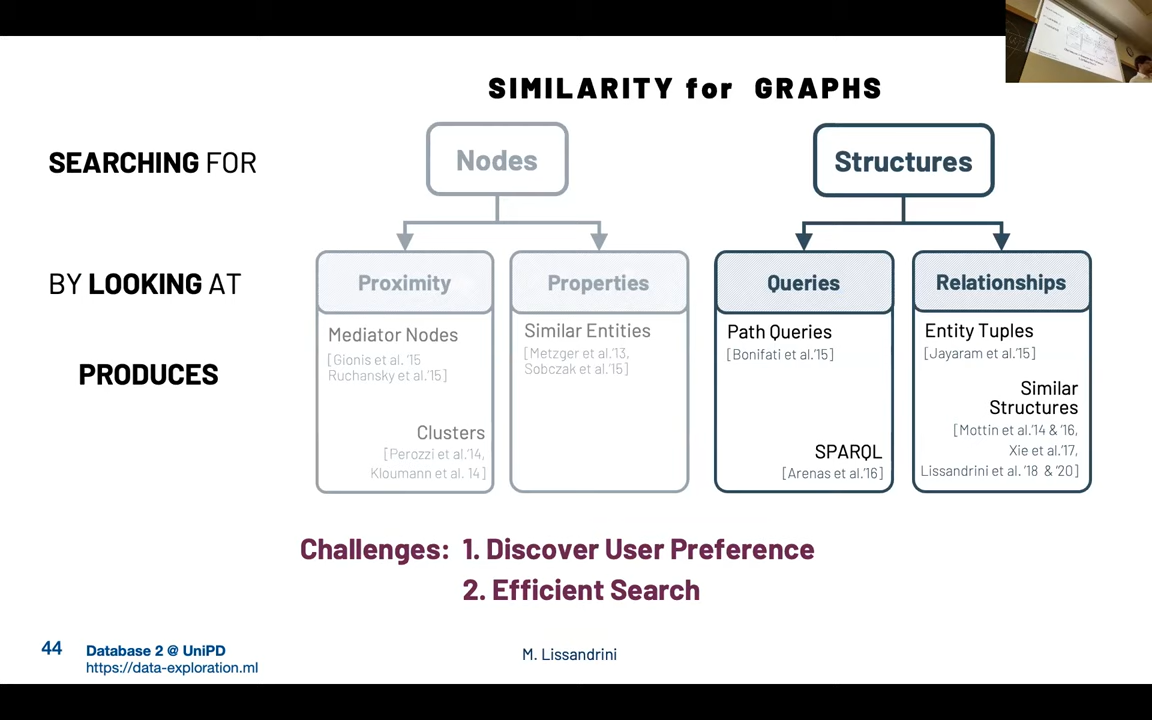 SIMILARITY for GRAPHS
SEARCHING FOR
Nodes
Structures
BY LOOKING AT
Proximity
Properties
Queries
Relationships
PRODUCES
Mediator Nodes
[Gionis et al. '15
Ruchansky et al.'15]
Clusters
[Perozzi et al.'14,
Kloumann et al. 14]
Similar Entities
[Metzger et al.'13,
Sobczak et al.'15]
Path Queries
[Bonifati et al.'15]
SPARQL
[Arenas et al.'16]
Entity Tuples
[Jayaram et al.'15]
Similar
Structures
[Mottin et al.'14 & '16,
Xie et al.'17,
Lissandrini et al. '18 & '20]
Challenges: 1. Discover User Preference
2. Efficient Search
44
Database 2 @ UniPD
https://data-exploration.ml
M. Lissandrini